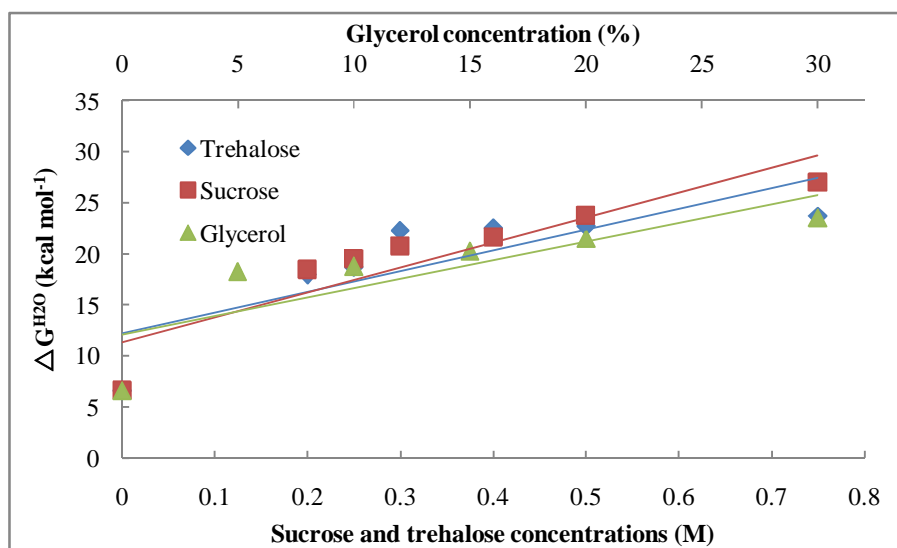 Glycerol concentration (%)
0 5 10 15 20 25 30
35
30
25
20
15
10
5
0
Trehalose
Sucrose
Glycerol
△G^H2O (kcal mol^-1)
0 0.1 0.2 0.3 0.4 0.5 0.6 0.7 0.8
Sucrose and trehalose concentrations (M)